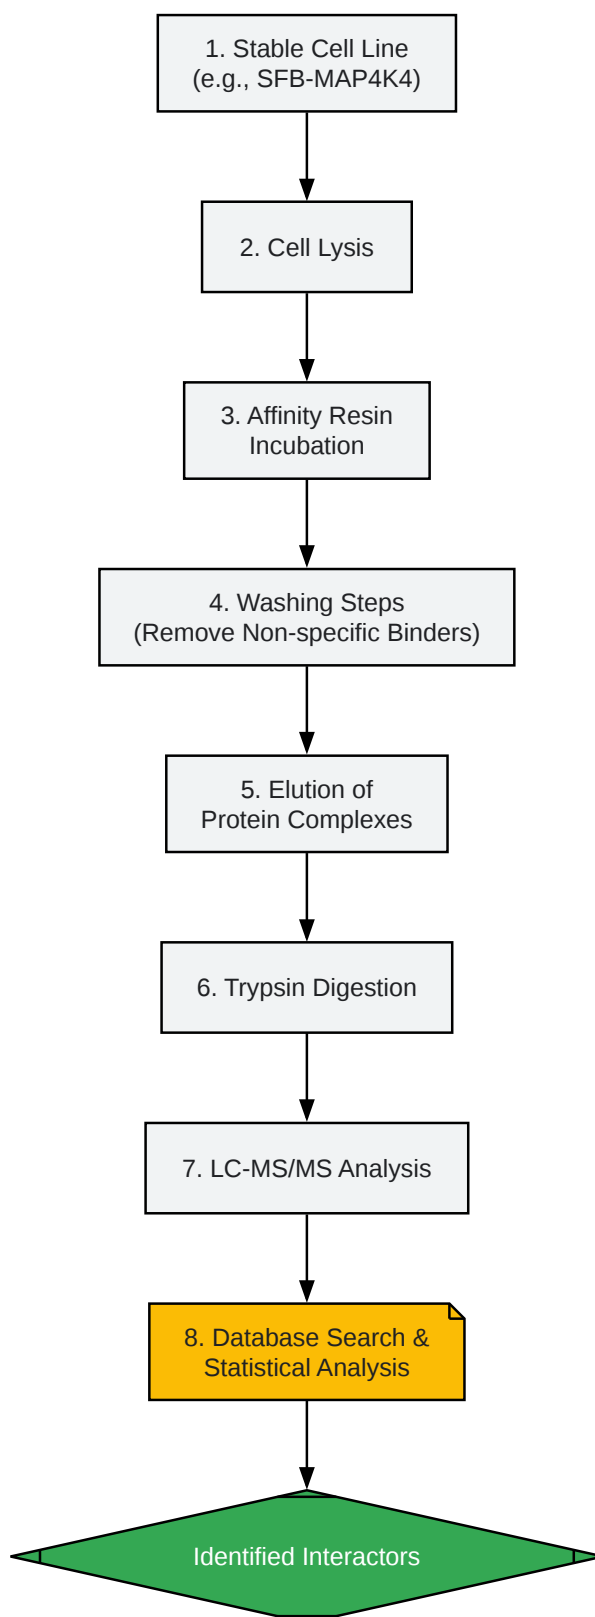 1. Stable Cell Line
(e.g., SFB-MAP4K4)
2. Cell Lysis
3. Affinity Resin
Incubation
4. Washing Steps
(Remove Non-specific Binders)
5. Elution of
Protein Complexes
6. Trypsin Digestion
7. LC-MS/MS Analysis
8. Database Search &
Statistical Analysis
Identified Interactors